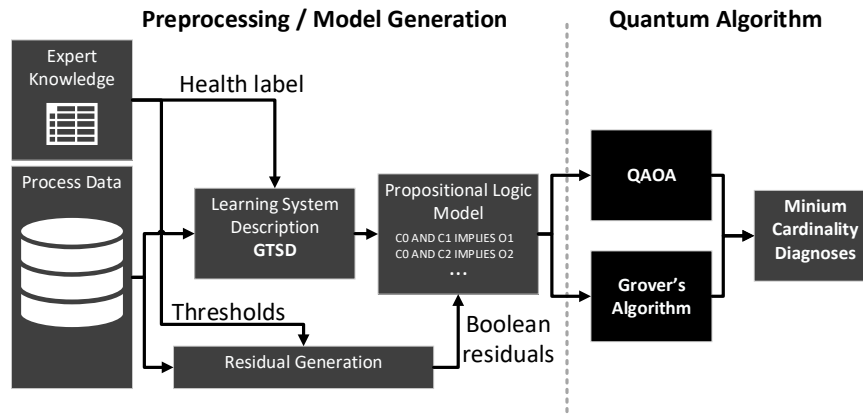 Preprocessing / Model Generation
Quantum Algorithm
Expert
Knowledge
Health label
Process Data
Learning System
Description
GTSD
Propositional Logic
Model
C0 AND C1 IMPLIES O1
C0 AND C2 IMPLIES O2
...
QAOA
Minium
Cardinality
Diagnoses
Grover's
Algorithm
Thresholds
Boolean
residuals
Residual Generation